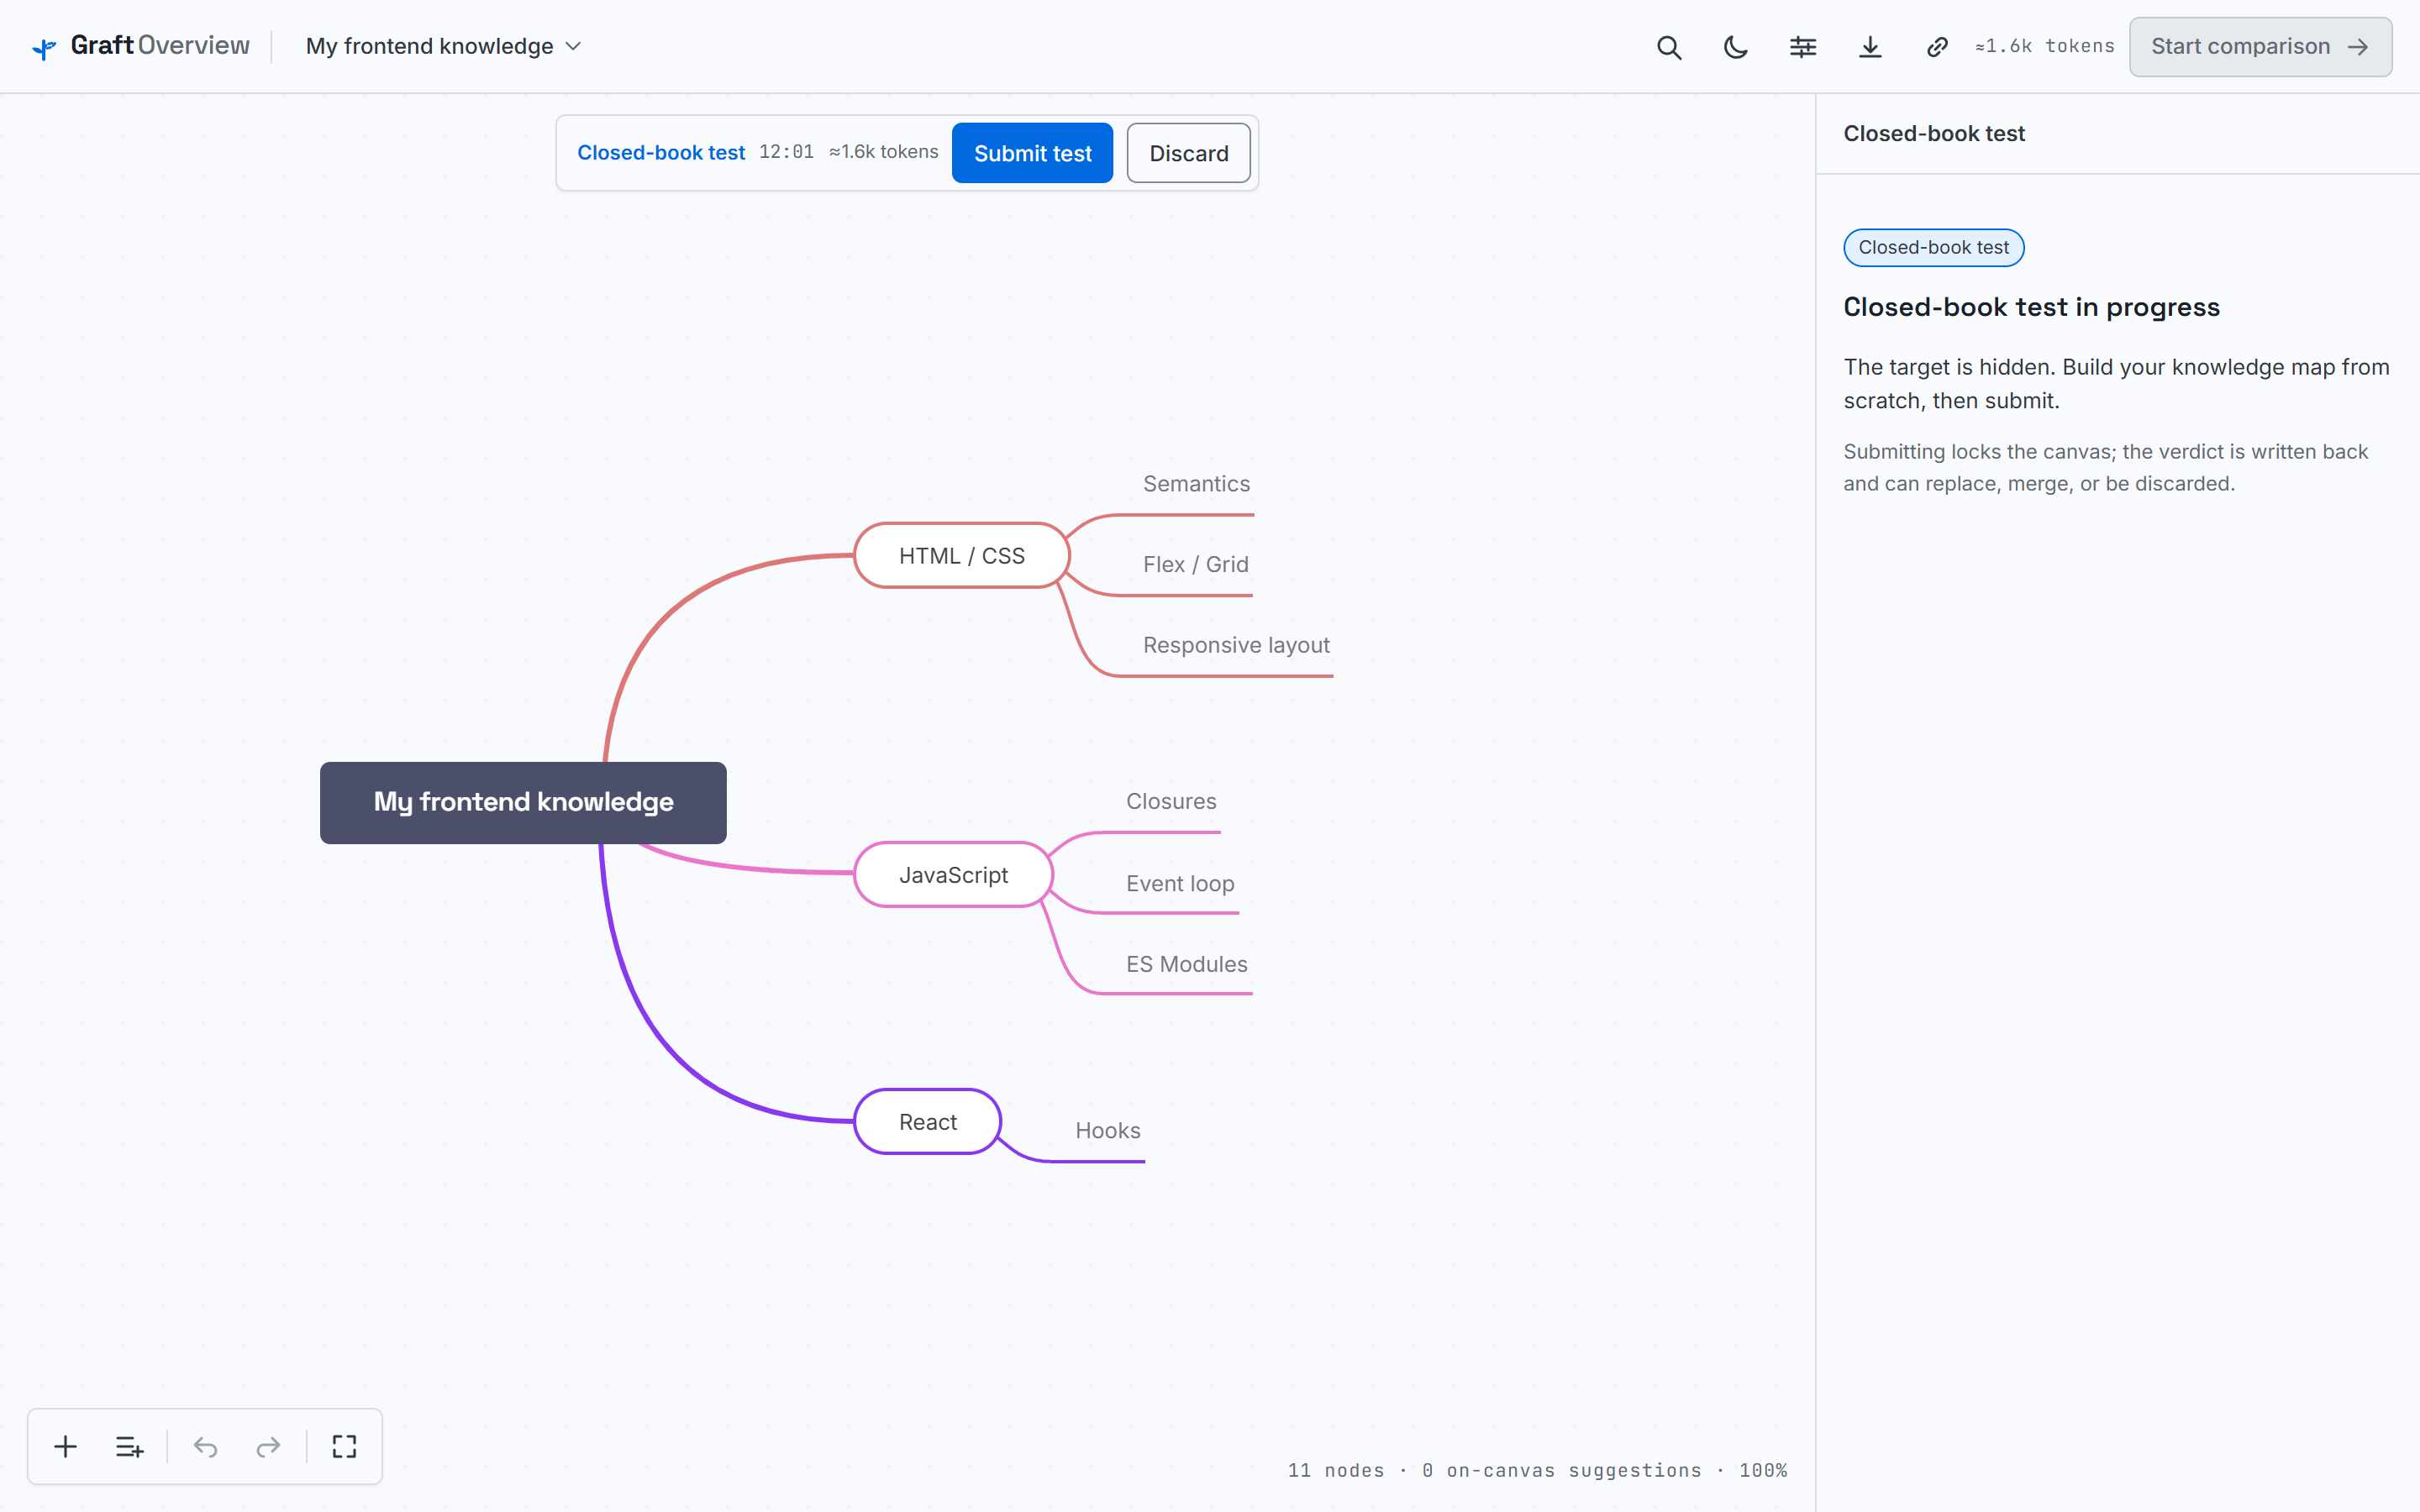 Graft Overview
My frontend knowledge
≈1.6k tokens
Start comparison
Closed-book test 12:01 ≈1.6k tokens Submit test Discard
Closed-book test
Closed-book test
Closed-book test in progress
The target is hidden. Build your knowledge map from
scratch, then submit.
Submitting locks the canvas; the verdict is written back
and can replace, merge, or be discarded.
My frontend knowledge
HTML / CSS
Semantics
Flex / Grid
Responsive layout
JavaScript
Closures
Event loop
ES Modules
React
Hooks
11 nodes · 0 on-canvas suggestions · 100%